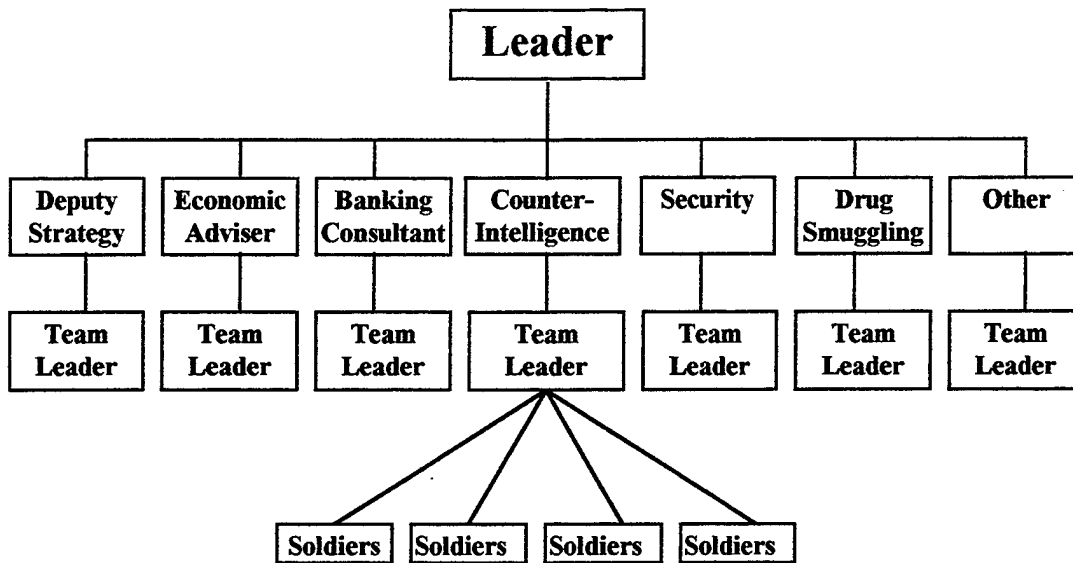 Leader
Deputy
Strategy
Economic
Adviser
Banking
Consultant
Counter-
Intelligence
Security
Drug
Smuggling
Other
Team
Leader
Team
Leader
Team
Leader
Team
Leader
Team
Leader
Team
Leader
Team
Leader
Soldiers
Soldiers
Soldiers
Soldiers